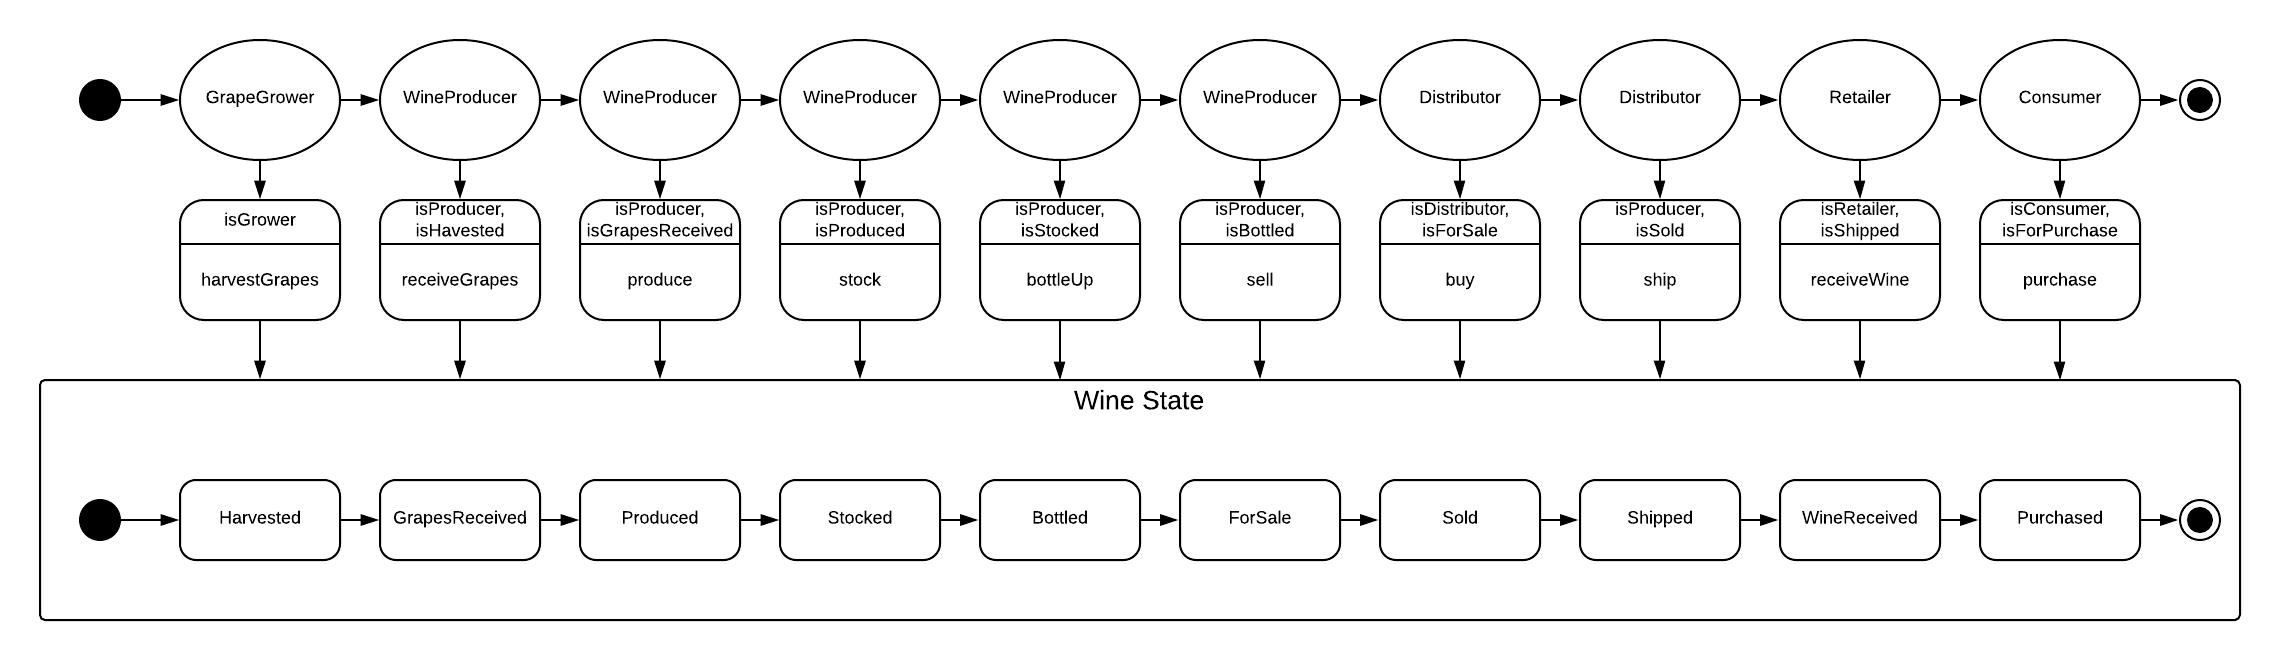 GrapeGrower
WineProducer
WineProducer
WineProducer
WineProducer
WineProducer
Distributor
Distributor
Retailer
Consumer
isGrower
harvestGrapes
isProducer,
isHavested
receiveGrapes
isProducer,
isGrapesReceived
produce
isProducer,
isProduced
stock
isProducer,
isStocked
bottleUp
isProducer,
isBottled
sell
isDistributor,
isForSale
buy
isProducer,
isSold
ship
isRetailer,
isShipped
receiveWine
isConsumer,
isForPurchase
purchase
Wine State
Harvested
GrapesReceived
Produced
Stocked
Bottled
ForSale
Sold
Shipped
WineReceived
Purchased